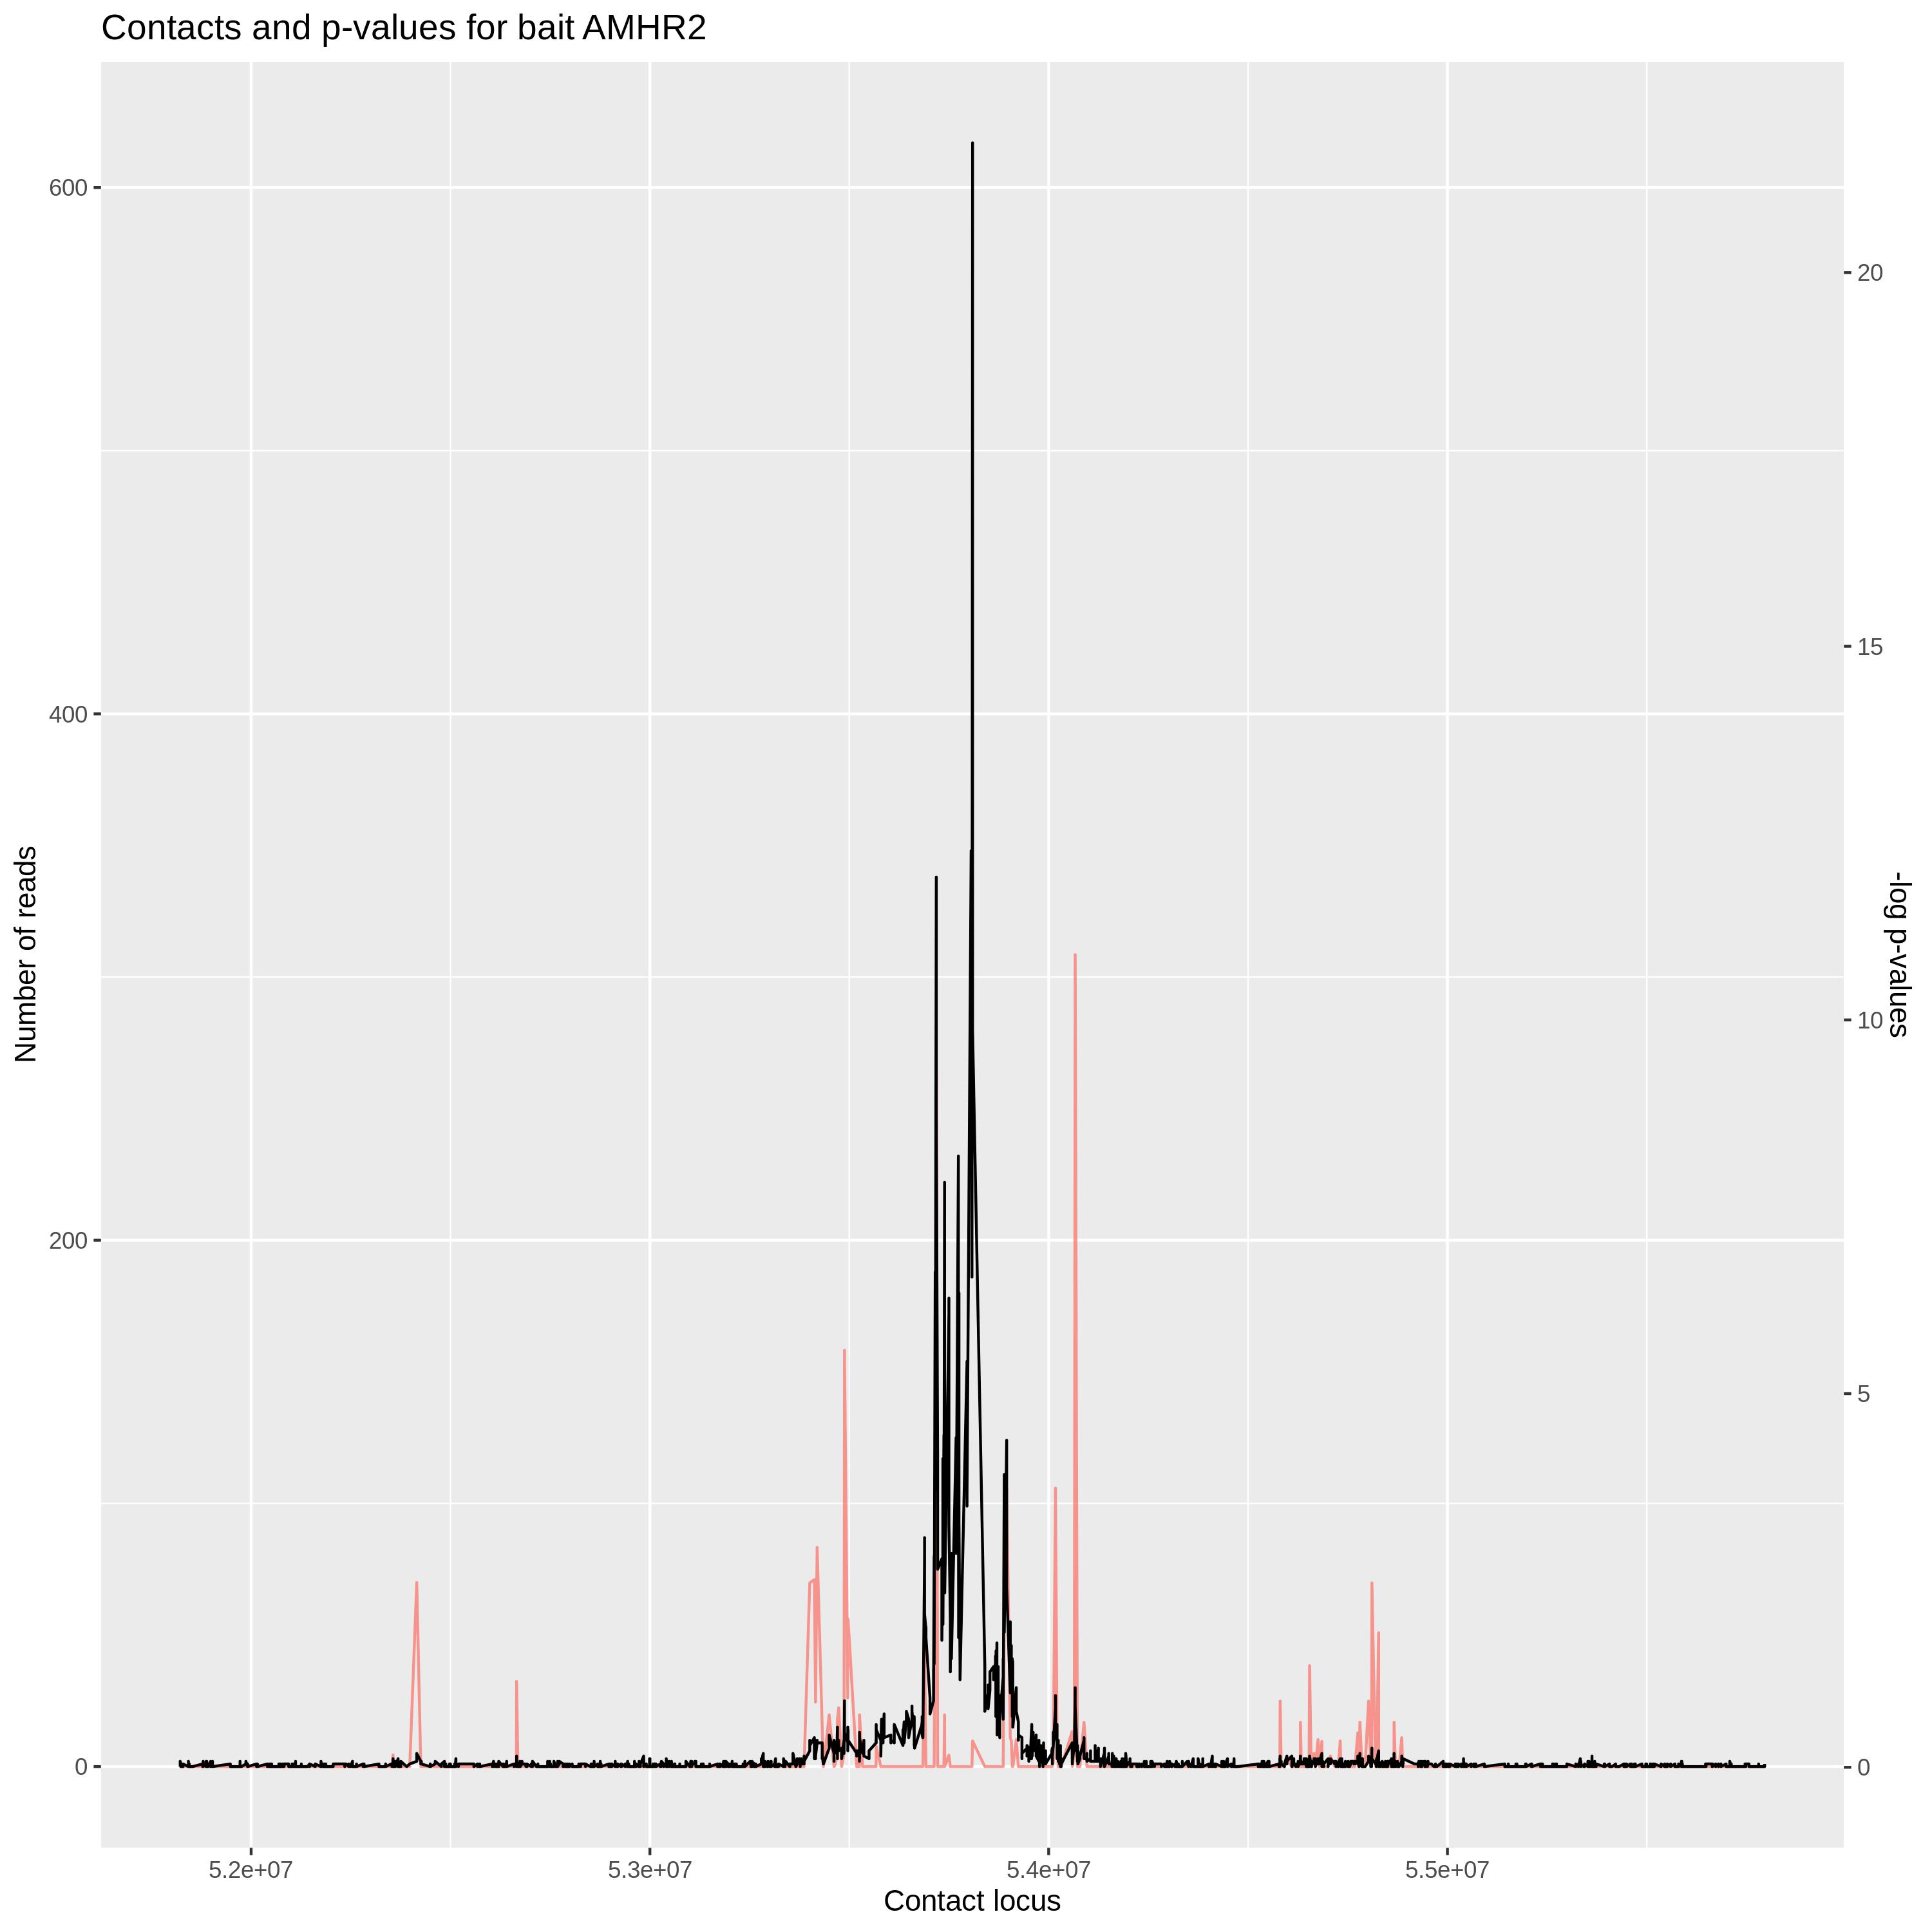 Contacts and p-values for bait AMHR2
600
400
200
0
Number of reads
20
15
10
5
0
-log p-values
5.2e+07
5.3e+07
5.4e+07
5.5e+07
Contact locus